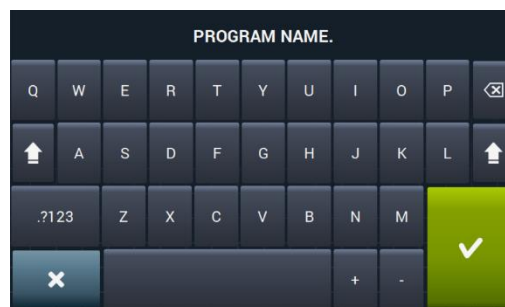 PROGRAM NAME.
Q W E R T Y U I O P
A S D F G H J K L
.?123 Z X C V B N M
+ -